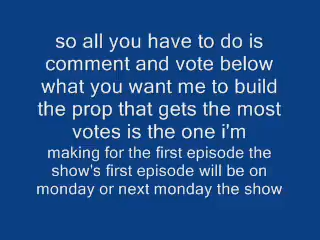 so all you have to do is
comment and vote below
what you want me to build
the prop that gets the most
votes is the one i'm
making for the first episode the
show's first episode will be on
monday or next monday the show